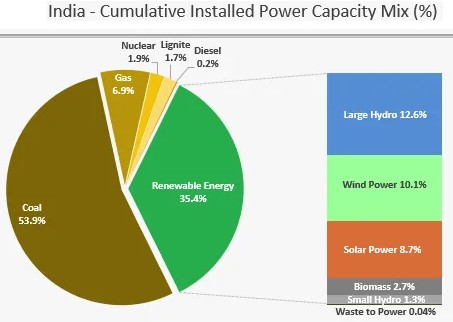 India - Cumulative Installed Power Capacity Mix (%)
Nuclear
1.9%
Lignite
1.7%
Diesel
0.2%
Gas
6.9%
Renewable Energy
35.4%
Coal
53.9%
Large Hydro 12.6%
Wind Power 10.1%
Solar Power 8.7%
Biomass 2.7%
Small Hydro 1.3%
Waste to Power 0.04%